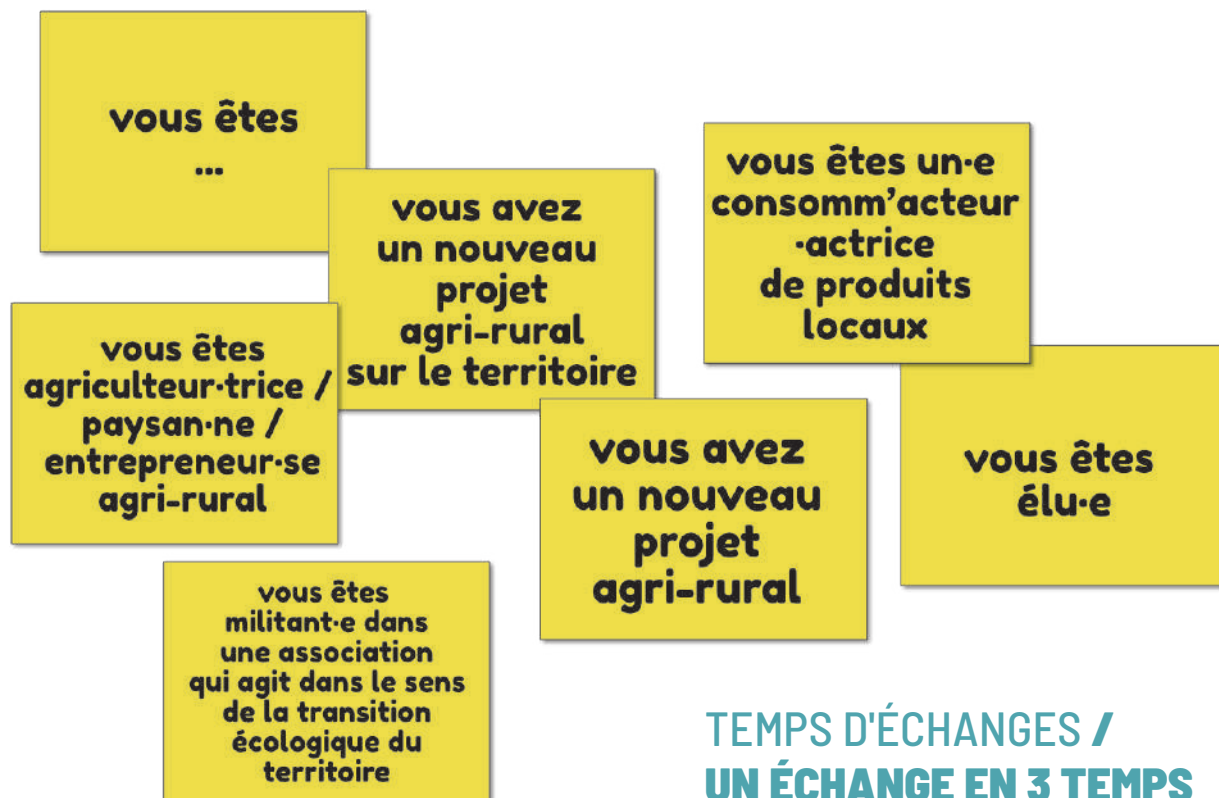 vous êtes
...
vous avez
un nouveau
projet
agri-rural
sur le territoire
vous êtes un·e
consomm'acteur
·actrice
de produits
locaux
vous êtes
agriculteur·trice /
paysan·ne /
entrepreneur·se
agri-rural
vous avez
un nouveau
projet
agri-rural
vous êtes
élu·e
vous êtes
militant·e dans
une association
qui agit dans le sens
de la transition
écologique du
territoire
TEMPS D'ÉCHANGES /
UN ÉCHANGE EN 3 TEMPS